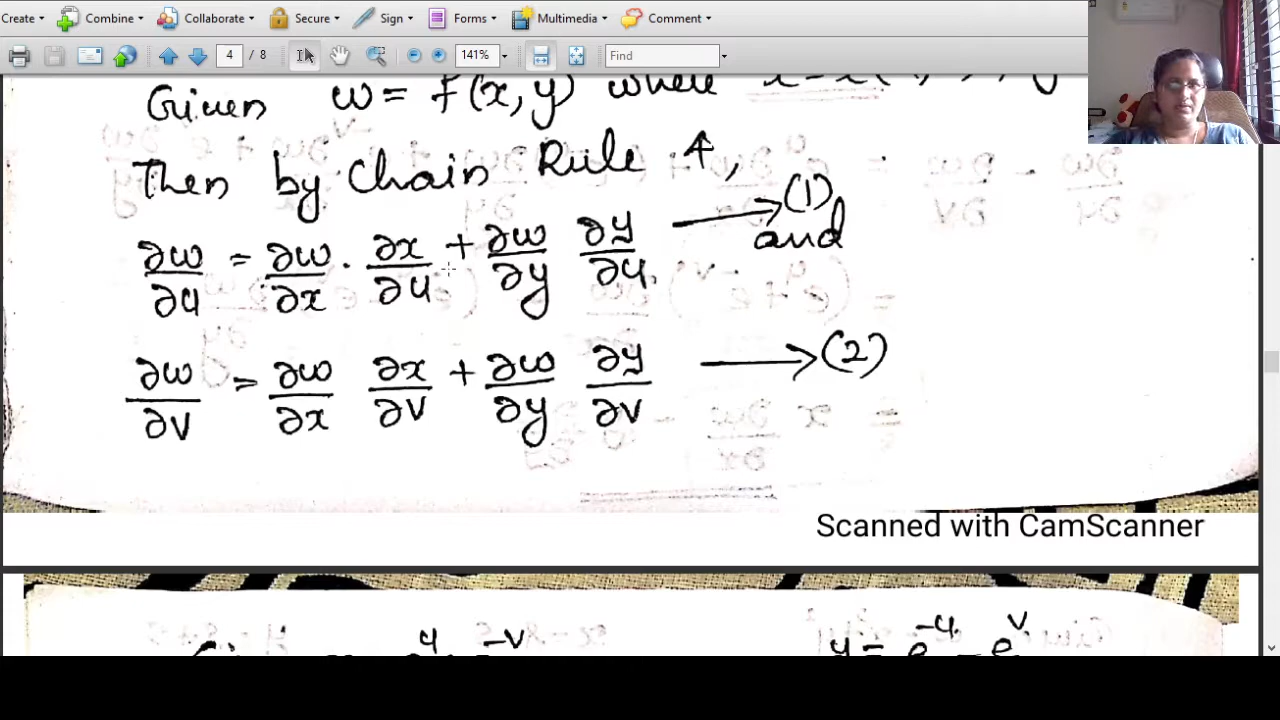 Create Combine Collaborate Secure Sign Forms Multimedia Comment
4 / 8 141% Find
Given w = f(x, y) where
Then by Chain Rule 4,
∂w/∂u = ∂w/∂x · ∂x/∂u + ∂w/∂y ∂y/∂u. → (1) and
∂w/∂v = ∂w/∂x ∂x/∂v + ∂w/∂y ∂y/∂v → (2)
Scanned with CamScanner